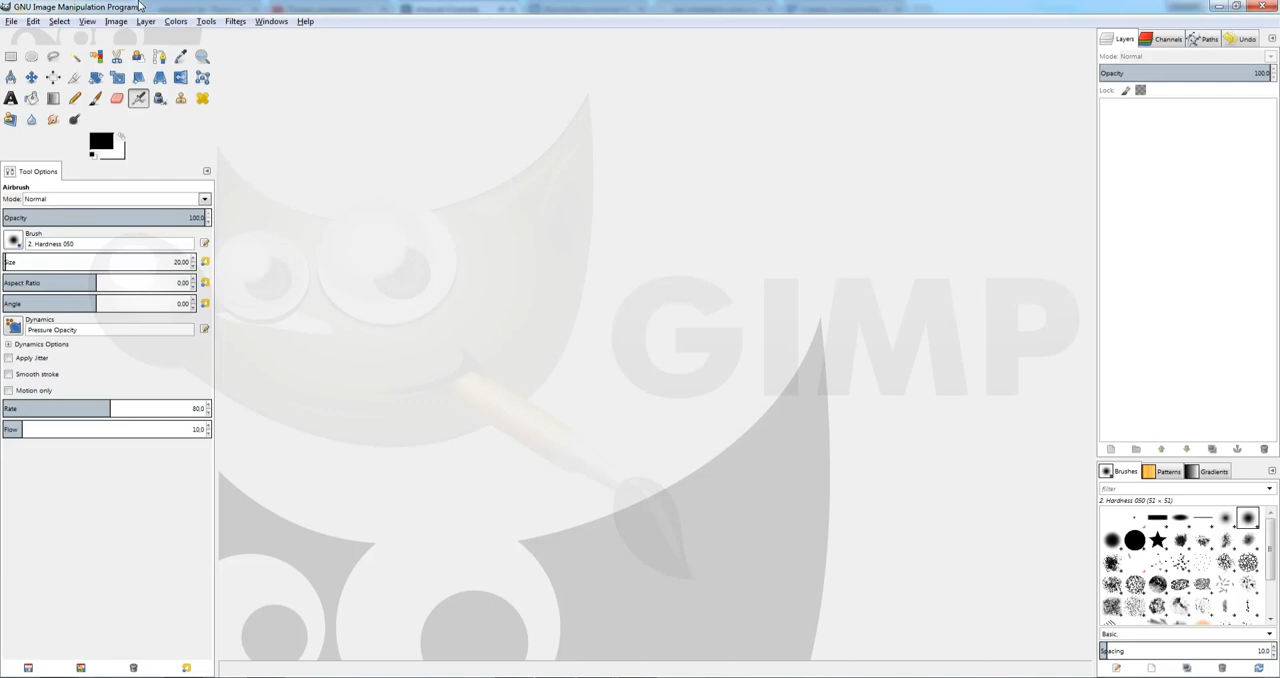 GNU Image Manipulation Program
File Edit Select View Image Layer Colors Tools Filters Windows Help
Tool Options
Airbrush
Mode: Normal
Opacity 100,0
Brush
2. Hardness 050
Size 20,00
Aspect Ratio 0,00
Angle 0,00
Dynamics
Pressure Opacity
Dynamics Options
Apply Jitter
Smooth stroke
Motion only
Rate 80,0
Flow 10,0
GIMP
Layers Channels Paths Undo
Mode: Normal
Opacity 100,0
Lock:
Brushes Patterns Gradients
filter
2. Hardness 050 (51 × 51)
Basic,
Spacing 10,0